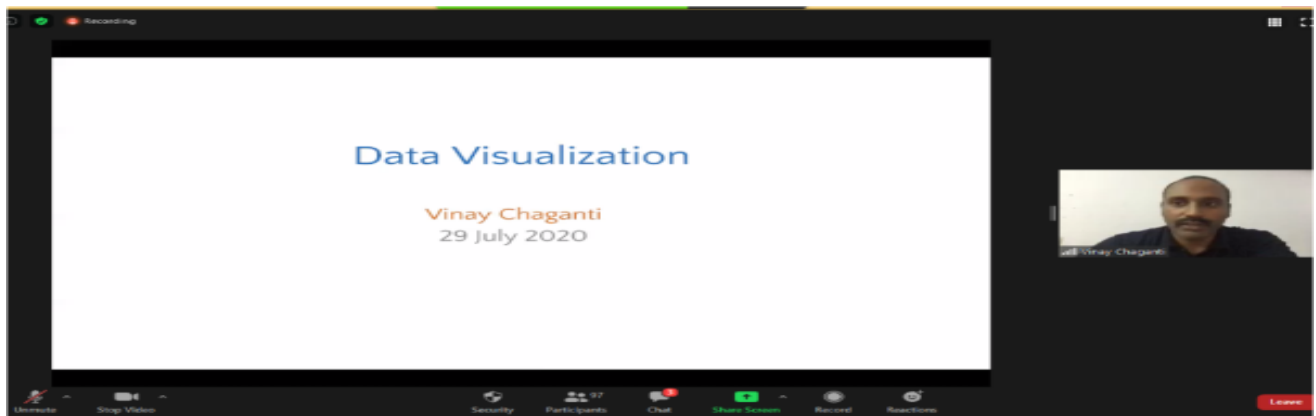 Recording
Data Visualization
Vinay Chaganti
29 July 2020
Vinay Chaganti
97
3
Unmute
Stop Video
Security
Participants
Chat
Share Screen
Record
Reactions
Leave